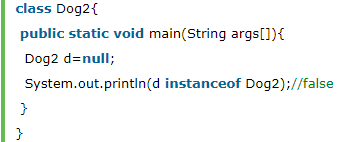 class Dog2{
public static void main(String args[]){
Dog2 d=null;
System.out.println(d instanceof Dog2);//false
}
}